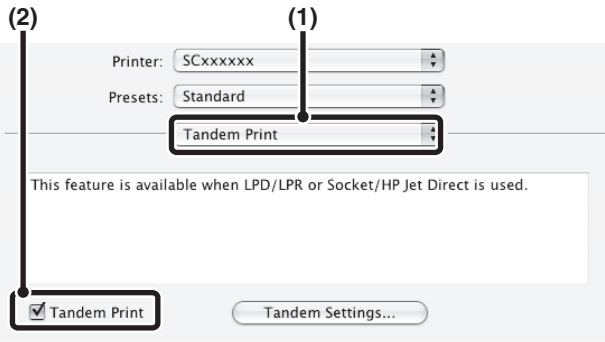 (2) (1)
Printer: SCxxxxxx
Presets: Standard
Tandem Print
This feature is available when LPD/LPR or Socket/HP Jet Direct is used.
Tandem Print Tandem Settings...